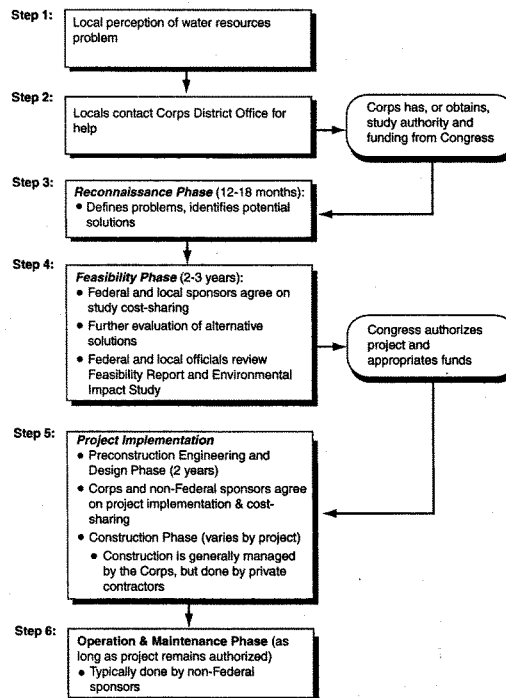 Step 1:
Local perception of water resources
problem
Step 2:
Locals contact Corps District Office for
help
Corps has, or obtains,
study authority and
funding from Congress
Step 3:
Reconnaissance Phase (12-18 months):
• Defines problems, identifies potential
solutions
Step 4:
Feasibility Phase (2-3 years):
• Federal and local sponsors agree on
study cost-sharing
• Further evaluation of alternative
solutions
• Federal and local officials review
Feasibility Report and Environmental
Impact Study
Congress authorizes
project and
appropriates funds
Step 5:
Project Implementation
• Preconstruction Engineering and
Design Phase (2 years)
• Corps and non-Federal sponsors agree
on project implementation & cost-
sharing
• Construction Phase (varies by project)
• Construction is generally managed
by the Corps, but done by private
contractors
Step 6:
Operation & Maintenance Phase (as
long as project remains authorized)
• Typically done by non-Federal
sponsors